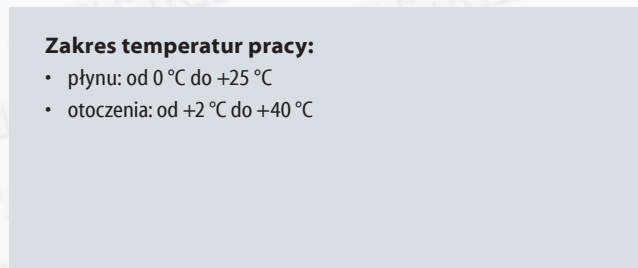 Zakres temperatur pracy:
• płynu: od 0 °C do +25 °C
• otoczenia: od +2 °C do +40 °C